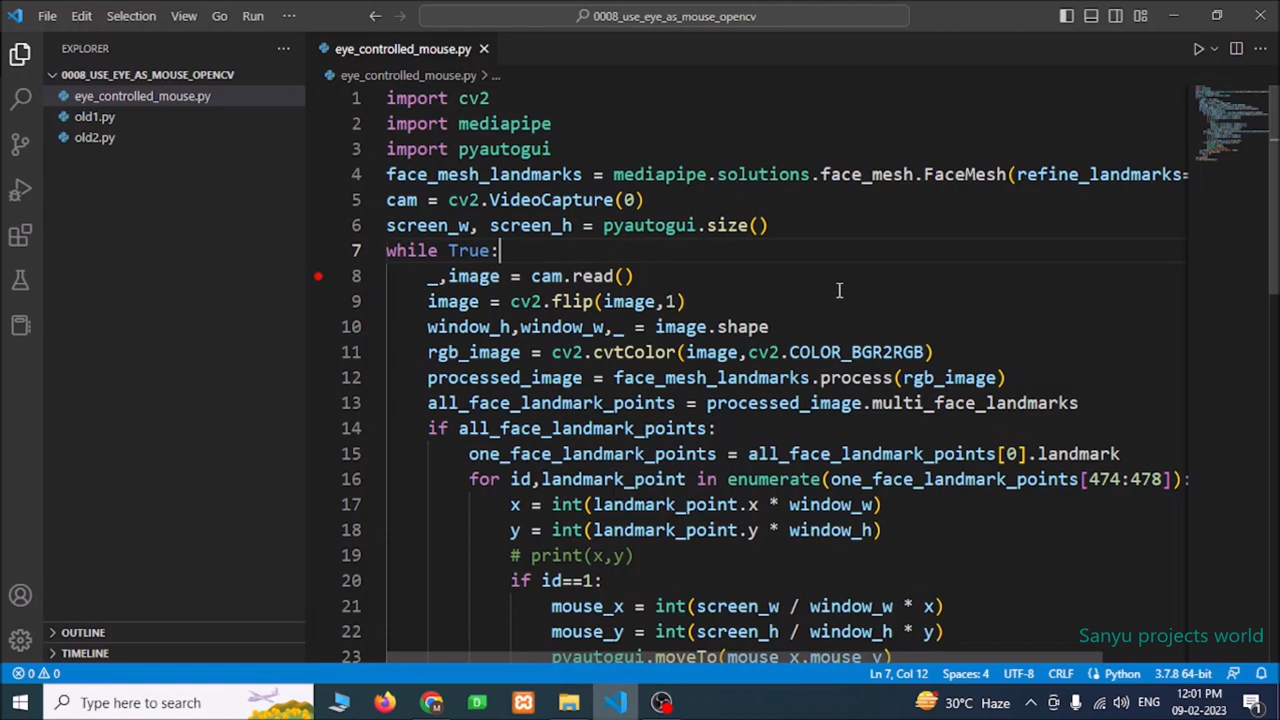 File Edit Selection View Go Run ··· 0008_use_eye_as_mouse_opencv
EXPLORER ···
eye_controlled_mouse.py
0008_USE_EYE_AS_MOUSE_OPENCV
eye_controlled_mouse.py
old1.py
old2.py
eye_controlled_mouse.py > ...
1 import cv2
2 import mediapipe
3 import pyautogui
4 face_mesh_landmarks = mediapipe.solutions.face_mesh.FaceMesh(refine_landmarks=
5 cam = cv2.VideoCapture(0)
6 screen_w, screen_h = pyautogui.size()
7 while True:
8 _,image = cam.read()
9 image = cv2.flip(image,1)
10 window_h,window_w,_ = image.shape
11 rgb_image = cv2.cvtColor(image,cv2.COLOR_BGR2RGB)
12 processed_image = face_mesh_landmarks.process(rgb_image)
13 all_face_landmark_points = processed_image.multi_face_landmarks
14 if all_face_landmark_points:
15 one_face_landmark_points = all_face_landmark_points[0].landmark
16 for id,landmark_point in enumerate(one_face_landmark_points[474:478]):
17 x = int(landmark_point.x * window_w)
18 y = int(landmark_point.y * window_h)
19 # print(x,y)
20 if id==1:
21 mouse_x = int(screen_w / window_w * x)
22 mouse_y = int(screen_h / window_h * y)
23 pyautogui.moveTo(mouse_x,mouse_y)
OUTLINE
TIMELINE
Sanyu projects world
0 0 Ln 7, Col 12 Spaces: 4 UTF-8 CRLF Python 3.7.8 64-bit
Type here to search 30°C Haze ENG 12:01 PM
09-02-2023
1